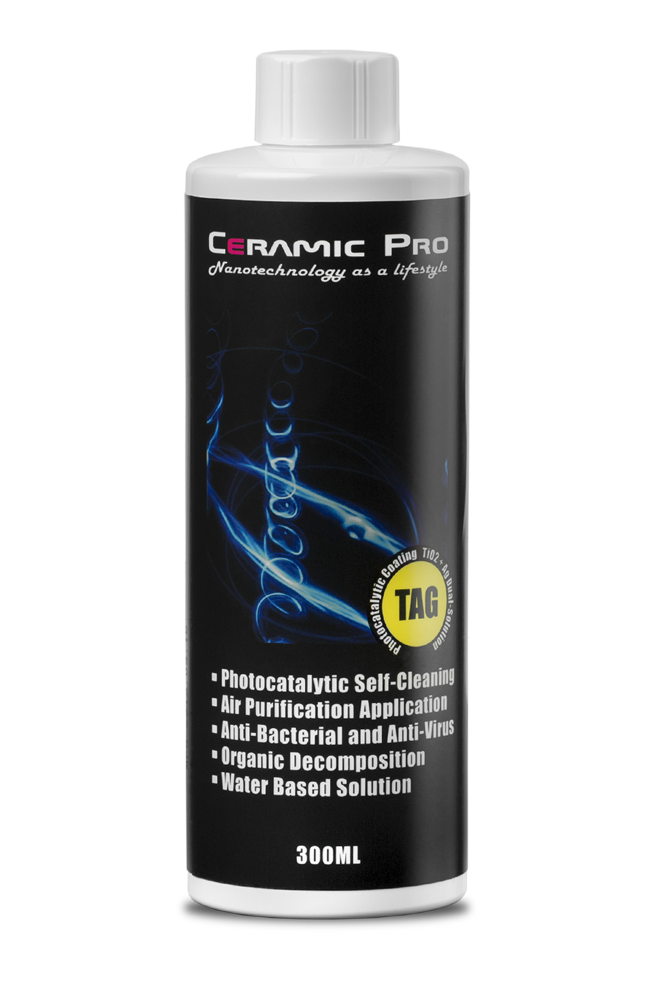 CERAMIC PRO
Nanotechnology as a lifestyle
Photocatalytic Coating TiO2 + Ag Dual-Solution
TAG
▪ Photocatalytic Self-Cleaning
▪ Air Purification Application
▪ Anti-Bacterial and Anti-Virus
▪ Organic Decomposition
▪ Water Based Solution
300ML